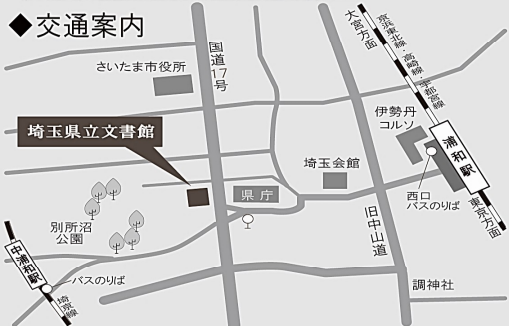 ◆交通案内
さいたま市役所
国道17号
大宮方面
京浜東北線・高崎線・宇都宮線
伊勢丹
コルソ
浦和駅
埼玉県立文書館
埼玉会館
県庁
西口
バスのりば
東京方面
別所沼
公園
旧中山道
中浦和駅
バスのりば
埼京線
調神社